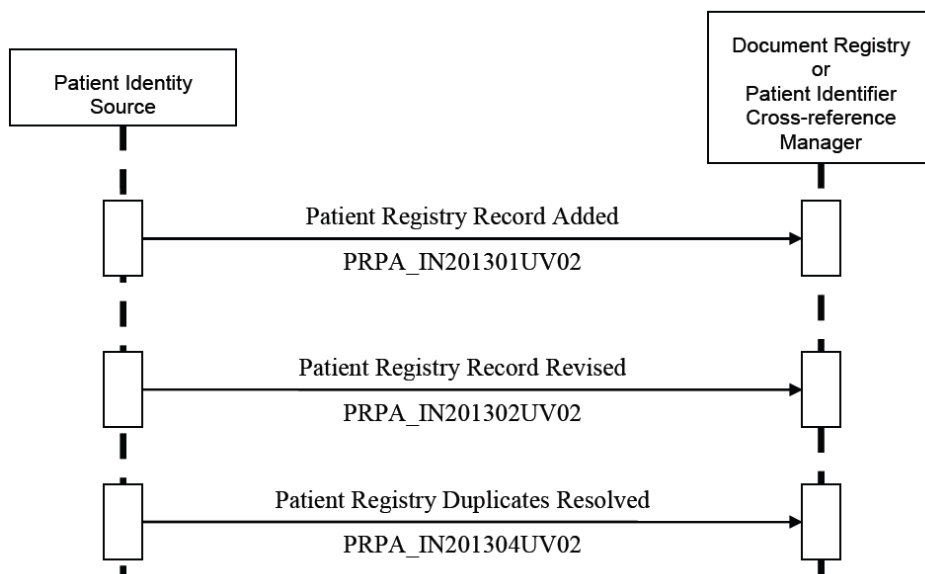 Patient Identity
Source
Document Registry
or
Patient Identifier
Cross-reference
Manager
Patient Registry Record Added
PRPA_IN201301UV02
Patient Registry Record Revised
PRPA_IN201302UV02
Patient Registry Duplicates Resolved
PRPA_IN201304UV02